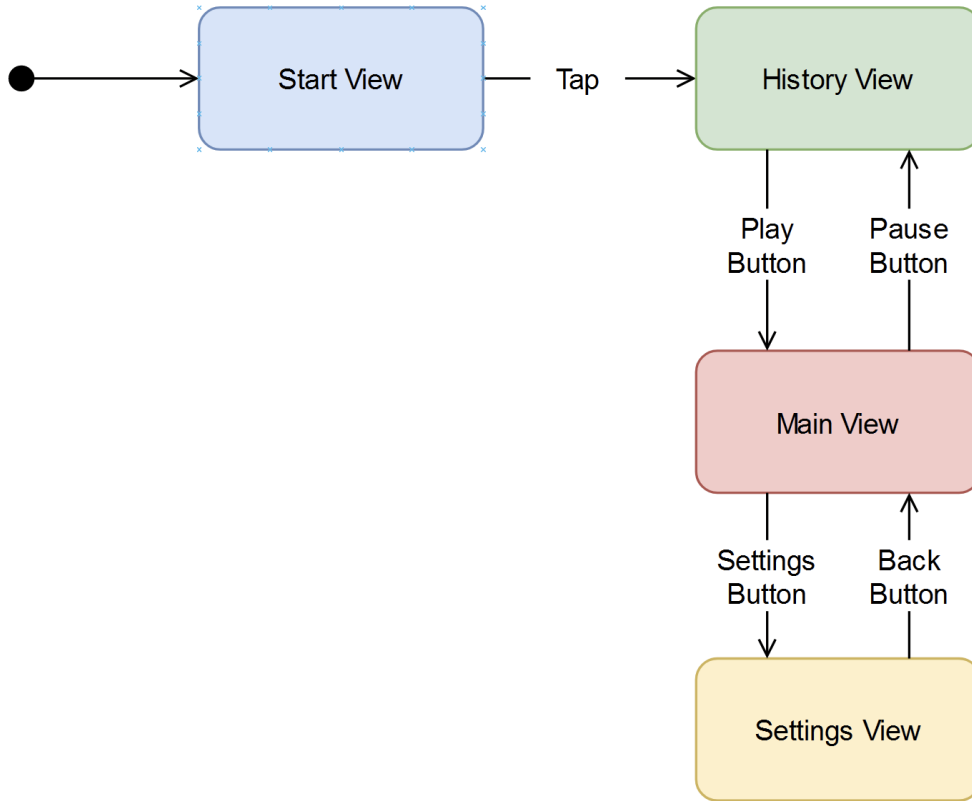 Start View
Tap
History View
Play
Button
Pause
Button
Main View
Settings
Button
Back
Button
Settings View